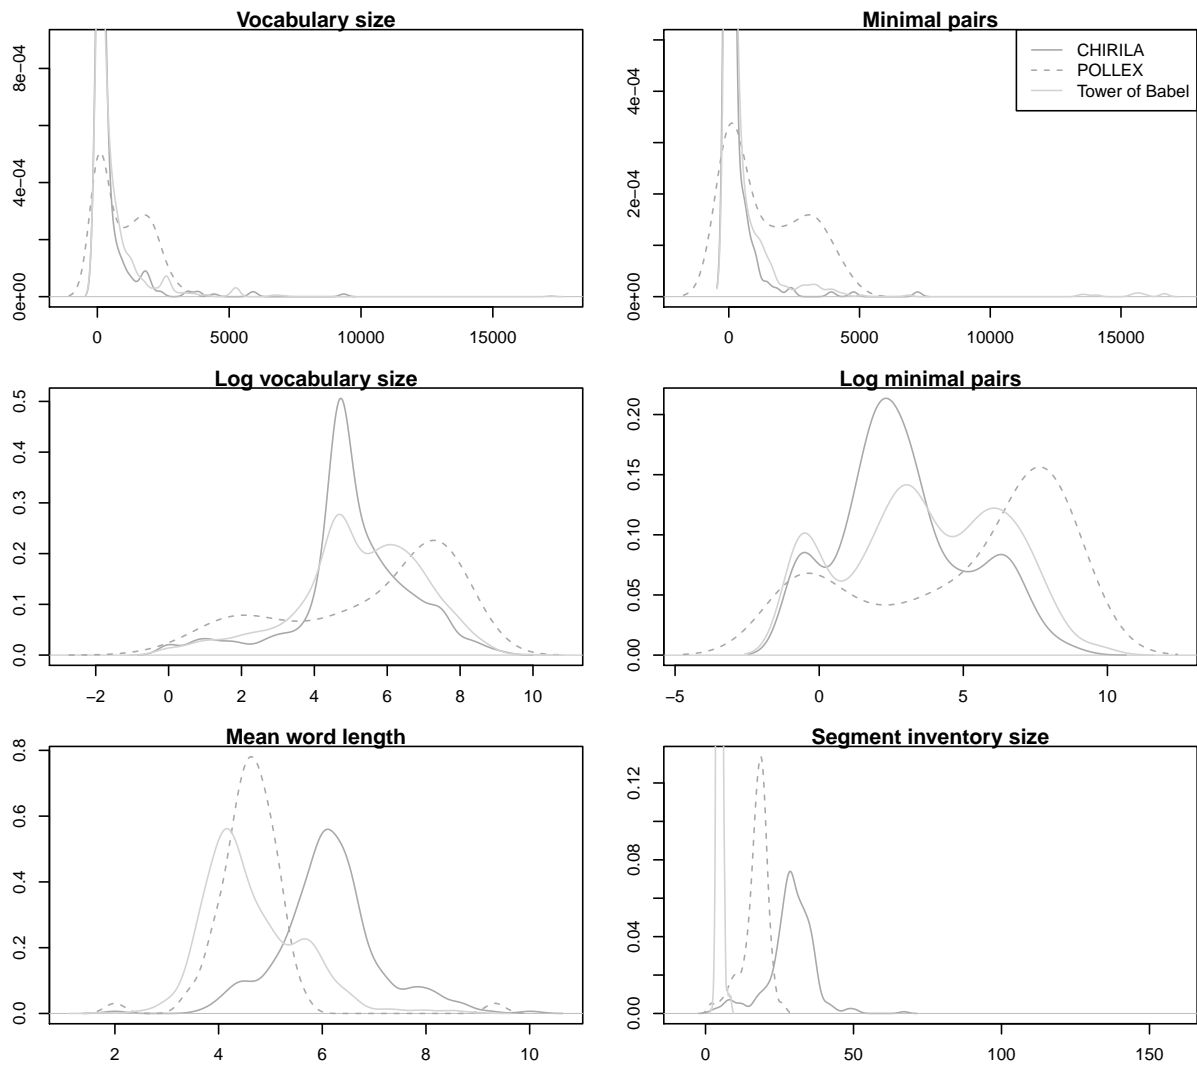 Vocabulary size
0e+00 4e−04 8e−04
0 5000 10000 15000
Minimal pairs
CHIRILA
POLLEX
Tower of Babel
0e+00 2e−04 4e−04
0 5000 10000 15000
Log vocabulary size
0.0 0.1 0.2 0.3 0.4 0.5
−2 0 2 4 6 8 10
Log minimal pairs
0.00 0.05 0.10 0.15 0.20
−5 0 5 10
Mean word length
0.0 0.2 0.4 0.6 0.8
2 4 6 8 10
Segment inventory size
0.00 0.04 0.08 0.12
0 50 100 150